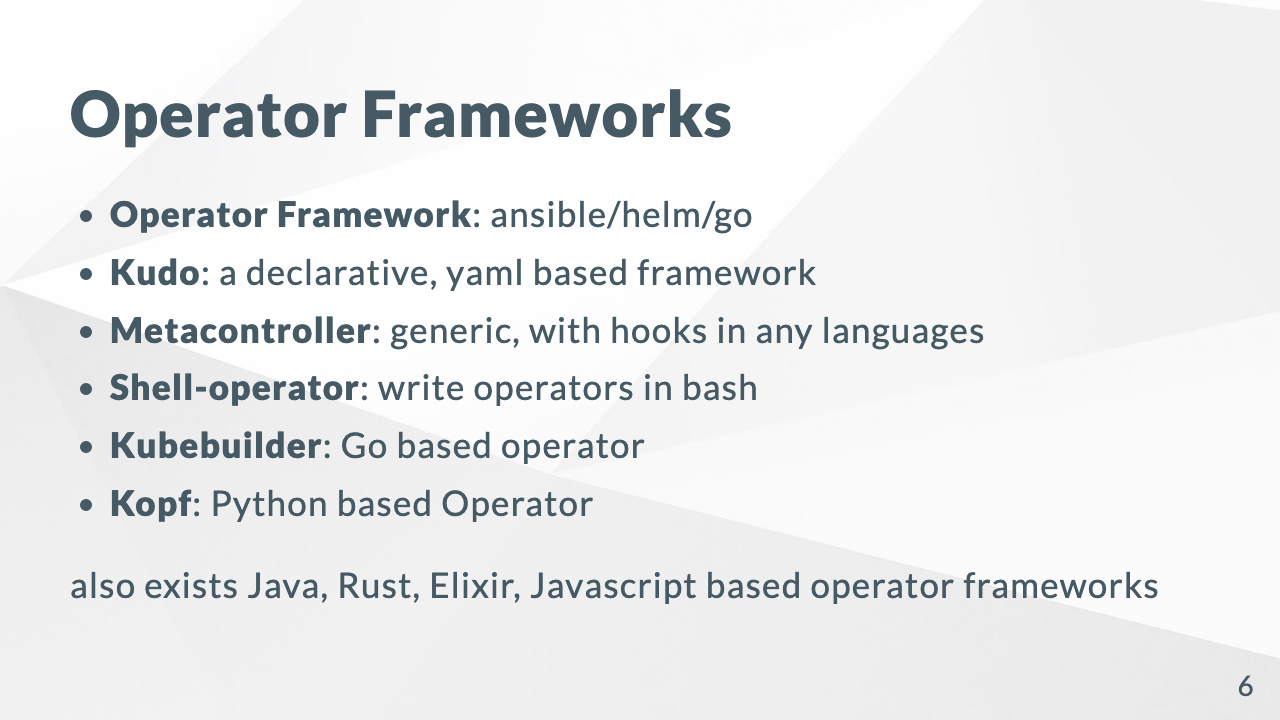 Operator Frameworks
• Operator Framework: ansible/helm/go
• Kudo: a declarative, yaml based framework
• Metacontroller: generic, with hooks in any languages
• Shell-operator: write operators in bash
• Kubebuilder: Go based operator
• Kopf: Python based Operator
also exists Java, Rust, Elixir, Javascript based operator frameworks
6